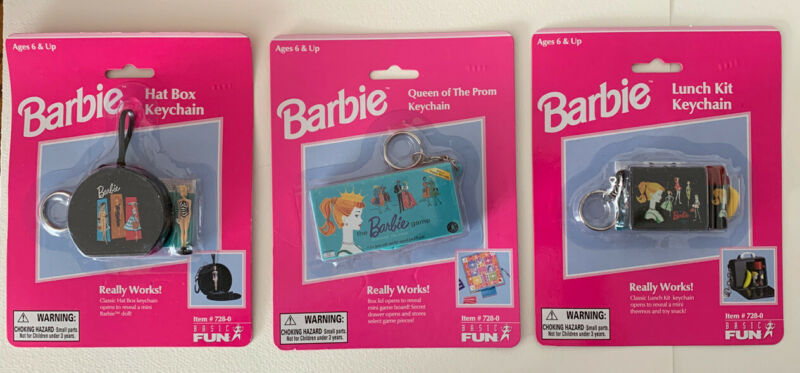 Ages 6 & Up
Barbie™
Hat Box
Keychain
Barbie
Really Works!
Classic Hat Box keychain
opens to reveal a mini
Barbie™ doll!
WARNING:
CHOKING HAZARD Small parts.
Not for Children under 3 years.
Item # 728-0
BASIC
FUN
Ages 6 & Up
Barbie™
Queen of The Prom
Keychain
the Barbie game
Really Works!
Box lid opens to reveal
mini game board! Secret
drawer opens and stores
select game pieces!
WARNING:
CHOKING HAZARD Small parts.
Not for Children under 3 years.
Item # 728-0
BASIC
FUN
Ages 6 & Up
Barbie™
Lunch Kit
Keychain
Barbie
Really Works!
Classic Lunch Kit keychain
opens to reveal a mini
thermos and toy snack!
WARNING:
CHOKING HAZARD Small parts.
Not for Children under 3 years.
Item # 728-0
BASIC
FUN